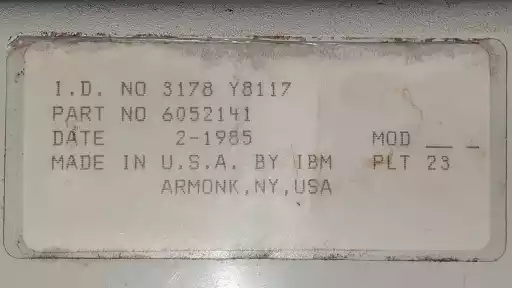 I.D. NO 3178 Y8117
PART NO 6052141
DATE 2-1985 MOD __ _
MADE IN U.S.A. BY IBM PLT 23
ARMONK,NY,USA